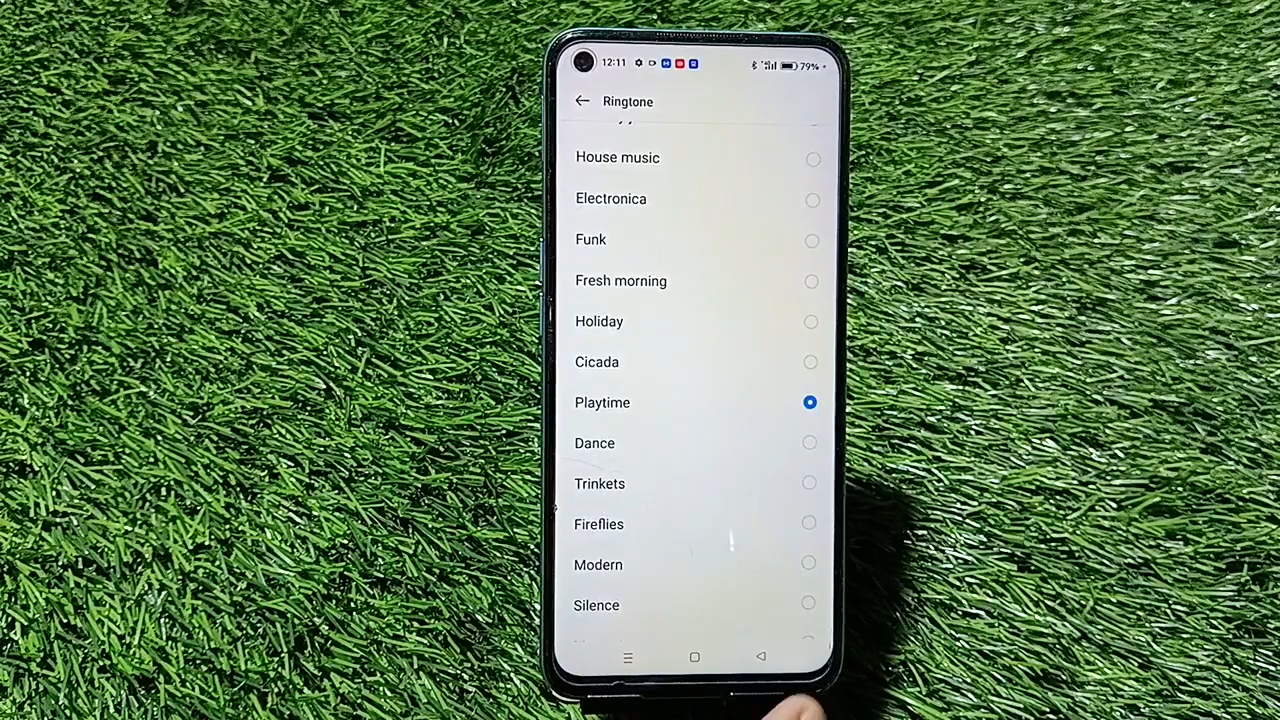 12:11 79%
Ringtone
House music
Electronica
Funk
Fresh morning
Holiday
Cicada
Playtime
Dance
Trinkets
Fireflies
Modern
Silence